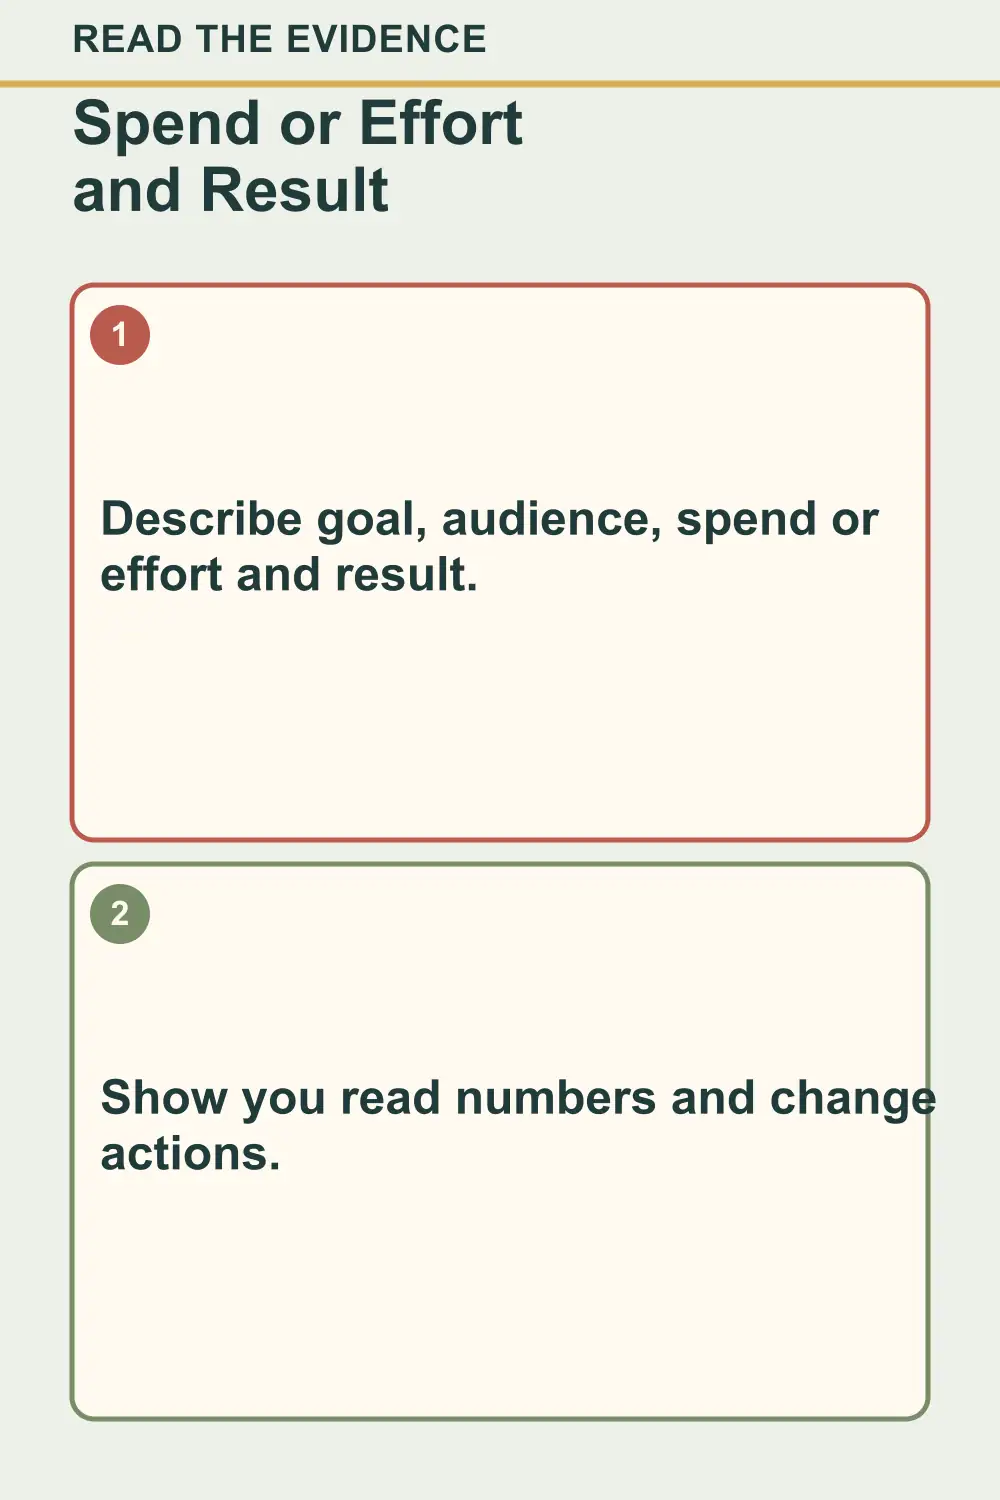 READ THE EVIDENCE
Spend or Effort
and Result
1
Describe goal, audience, spend or
effort and result.
2
Show you read numbers and change
actions.